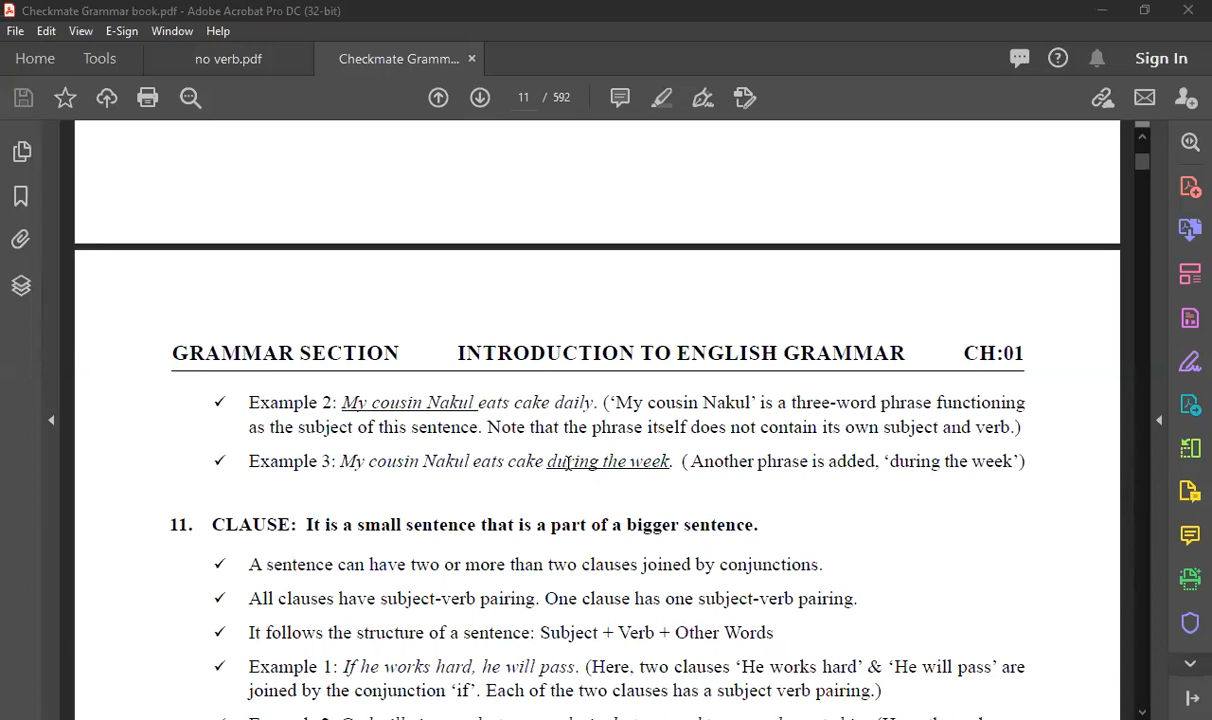 Checkmate Grammar book.pdf - Adobe Acrobat Pro DC (32-bit)
File Edit View E-Sign Window Help
Home Tools no verb.pdf Checkmate Gramm... × Sign In
11 / 592
GRAMMAR SECTION INTRODUCTION TO ENGLISH GRAMMAR CH:01
✓ Example 2: My cousin Nakul eats cake daily. (‘My cousin Nakul’ is a three-word phrase functioning
as the subject of this sentence. Note that the phrase itself does not contain its own subject and verb.)
✓ Example 3: My cousin Nakul eats cake during the week. (Another phrase is added, ‘during the week’)
11. CLAUSE: It is a small sentence that is a part of a bigger sentence.
✓ A sentence can have two or more than two clauses joined by conjunctions.
✓ All clauses have subject-verb pairing. One clause has one subject-verb pairing.
✓ It follows the structure of a sentence: Subject + Verb + Other Words
✓ Example 1: If he works hard, he will pass. (Here, two clauses ‘He works hard’ & ‘He will pass’ are
joined by the conjunction ‘if’. Each of the two clauses has a subject verb pairing.)